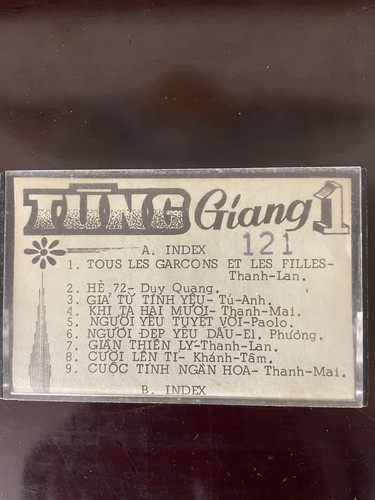 TÙNG Giang 1
A. INDEX 121
1. TOUS LES GARCONS ET LES FILLES-
Thanh-Lan.
2. HÈ 72- Duy Quang.
3. GIÃ TỪ TÌNH YÊU- Tú-Anh.
4. KHI TA HAI MƯƠI- Thanh-Mai.
5. NGƯỜI YÊU TUYỆT VỜI-Paolo.
6. NGƯỜI ĐẸP YÊU DẤU-El. Phương.
7. GIÀN THIÊN LÝ-Thanh-Lan.
8. CƯỜI LÊN TI- Khánh-Tâm.
9. CUỘC TÌNH NGÀN HOA- Thanh-Mai.
B. INDEX